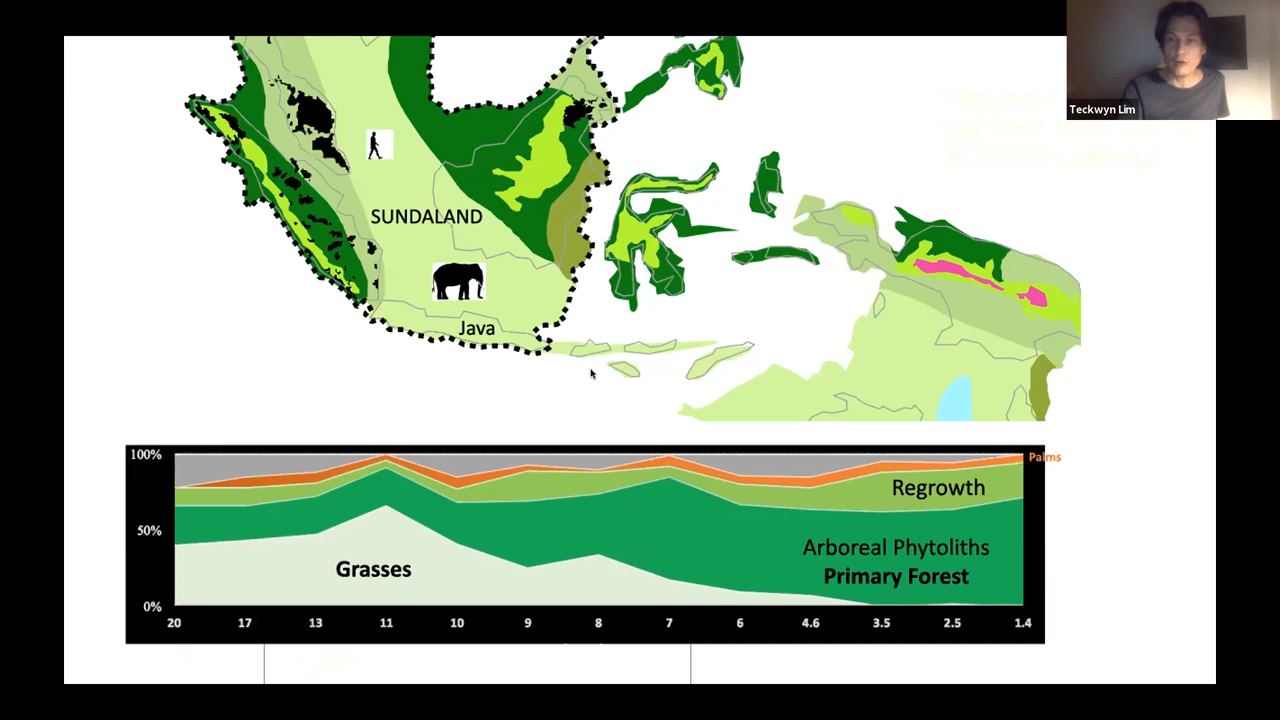 Teckwyn Lim
SUNDALAND
Java
100%
Palms
Regrowth
50%
Arboreal Phytoliths
Grasses
Primary Forest
0%
20 17 13 11 10 9 8 7 6 4.6 3.5 2.5 1.4